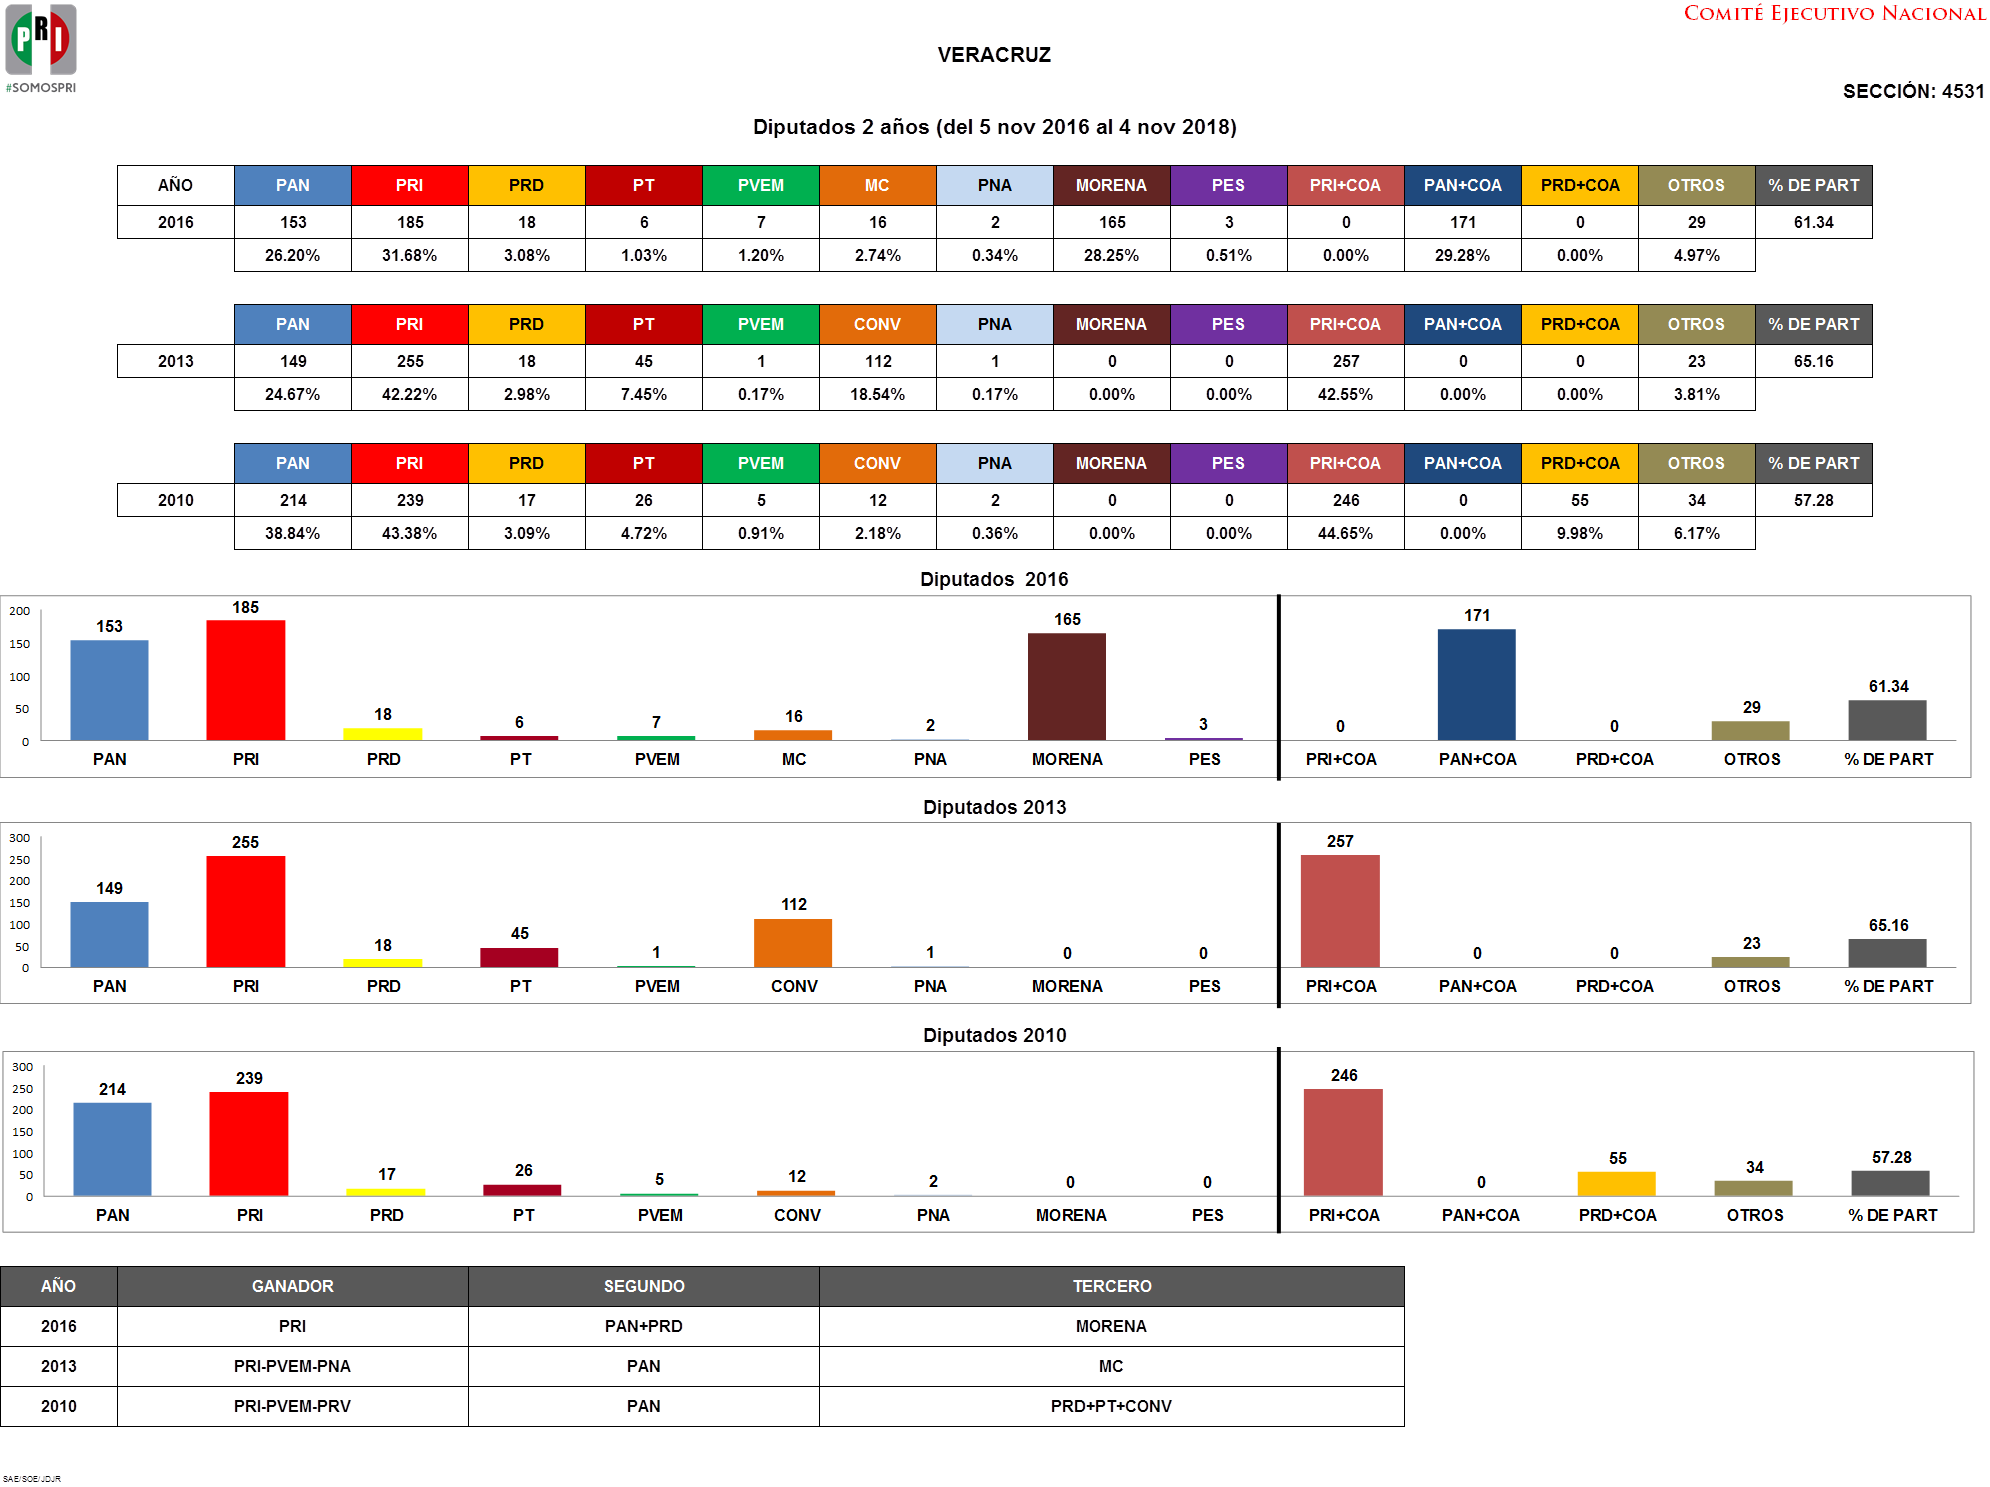 PRI
#SOMOSPRI
COMITÉ EJECUTIVO NACIONAL
VERACRUZ
SECCIÓN: 4531
Diputados 2 años (del 5 nov 2016 al 4 nov 2018)
AÑO PAN PRI PRD PT PVEM MC PNA MORENA PES PRI+COA PAN+COA PRD+COA OTROS % DE PART
2016 153 185 18 6 7 16 2 165 3 0 171 0 29 61.34
26.20% 31.68% 3.08% 1.03% 1.20% 2.74% 0.34% 28.25% 0.51% 0.00% 29.28% 0.00% 4.97%
PAN PRI PRD PT PVEM CONV PNA MORENA PES PRI+COA PAN+COA PRD+COA OTROS % DE PART
2013 149 255 18 45 1 112 1 0 0 257 0 0 23 65.16
24.67% 42.22% 2.98% 7.45% 0.17% 18.54% 0.17% 0.00% 0.00% 42.55% 0.00% 0.00% 3.81%
PAN PRI PRD PT PVEM CONV PNA MORENA PES PRI+COA PAN+COA PRD+COA OTROS % DE PART
2010 214 239 17 26 5 12 2 0 0 246 0 55 34 57.28
38.84% 43.38% 3.09% 4.72% 0.91% 2.18% 0.36% 0.00% 0.00% 44.65% 0.00% 9.98% 6.17%
Diputados 2016
200
150
100
50
0
153 185 18 6 7 16 2 165 3 0 171 0 29 61.34
PAN PRI PRD PT PVEM MC PNA MORENA PES PRI+COA PAN+COA PRD+COA OTROS % DE PART
Diputados 2013
300
250
200
150
100
50
0
149 255 18 45 1 112 1 0 0 257 0 0 23 65.16
PAN PRI PRD PT PVEM CONV PNA MORENA PES PRI+COA PAN+COA PRD+COA OTROS % DE PART
Diputados 2010
300
250
200
150
100
50
0
214 239 17 26 5 12 2 0 0 246 0 55 34 57.28
PAN PRI PRD PT PVEM CONV PNA MORENA PES PRI+COA PAN+COA PRD+COA OTROS % DE PART
AÑO GANADOR SEGUNDO TERCERO
2016 PRI PAN+PRD MORENA
2013 PRI-PVEM-PNA PAN MC
2010 PRI-PVEM-PRV PAN PRD+PT+CONV
SAE/SOE/JDJR